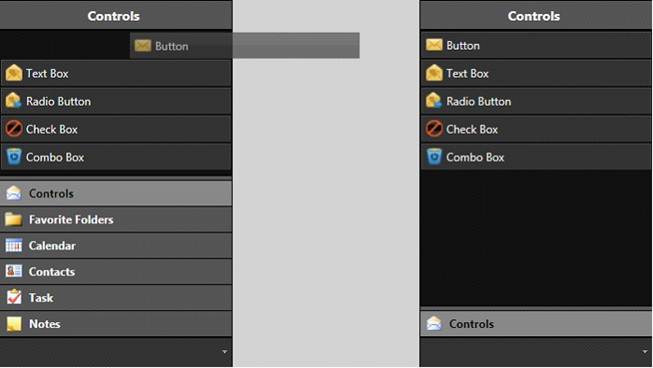 Controls
Button
Text Box
Radio Button
Check Box
Combo Box
Controls
Favorite Folders
Calendar
Contacts
Task
Notes
Controls
Button
Text Box
Radio Button
Check Box
Combo Box
Controls